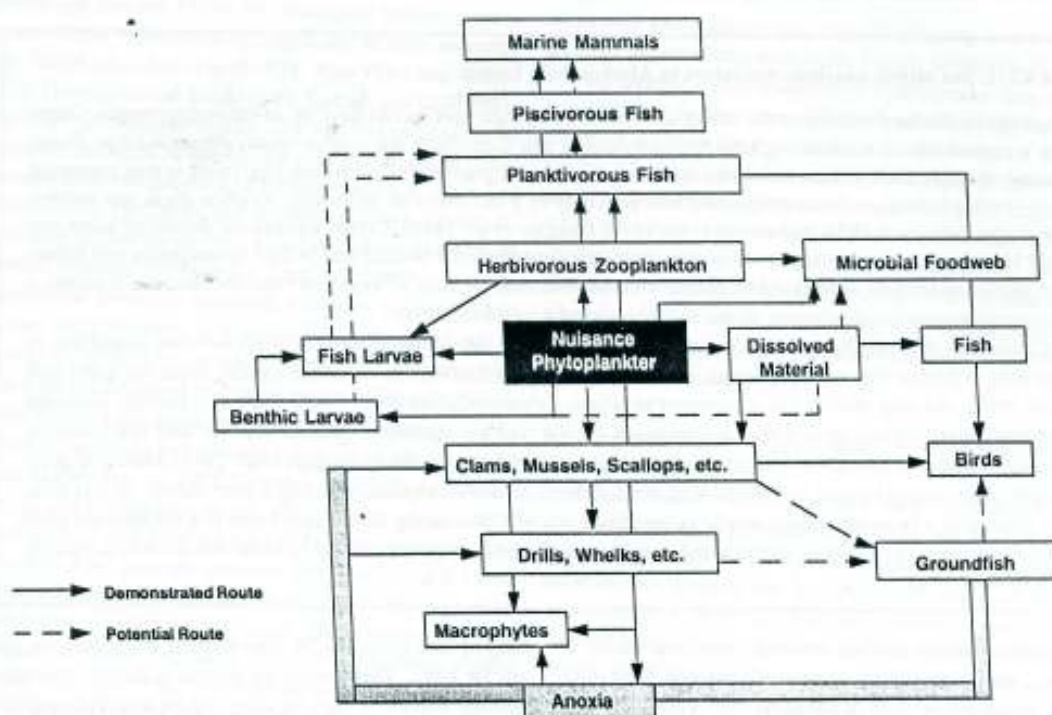 Marine Mammals
Piscivorous Fish
Planktivorous Fish
Herbivorous Zooplankton
Microbial Foodweb
Nuisance
Phytoplankter
Dissolved
Material
Fish
Fish Larvae
Benthic Larvae
Clams, Mussels, Scallops, etc.
Birds
Drills, Whelks, etc.
Groundfish
Demonstrated Route
Macrophytes
Potential Route
Anoxia